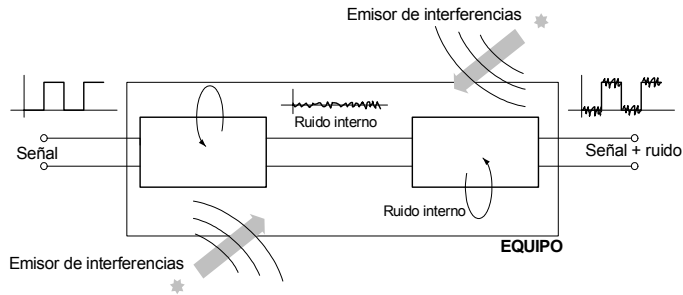 Emisor de interferencias
Ruido interno
Señal
Señal + ruido
Ruido interno
EQUIPO
Emisor de interferencias